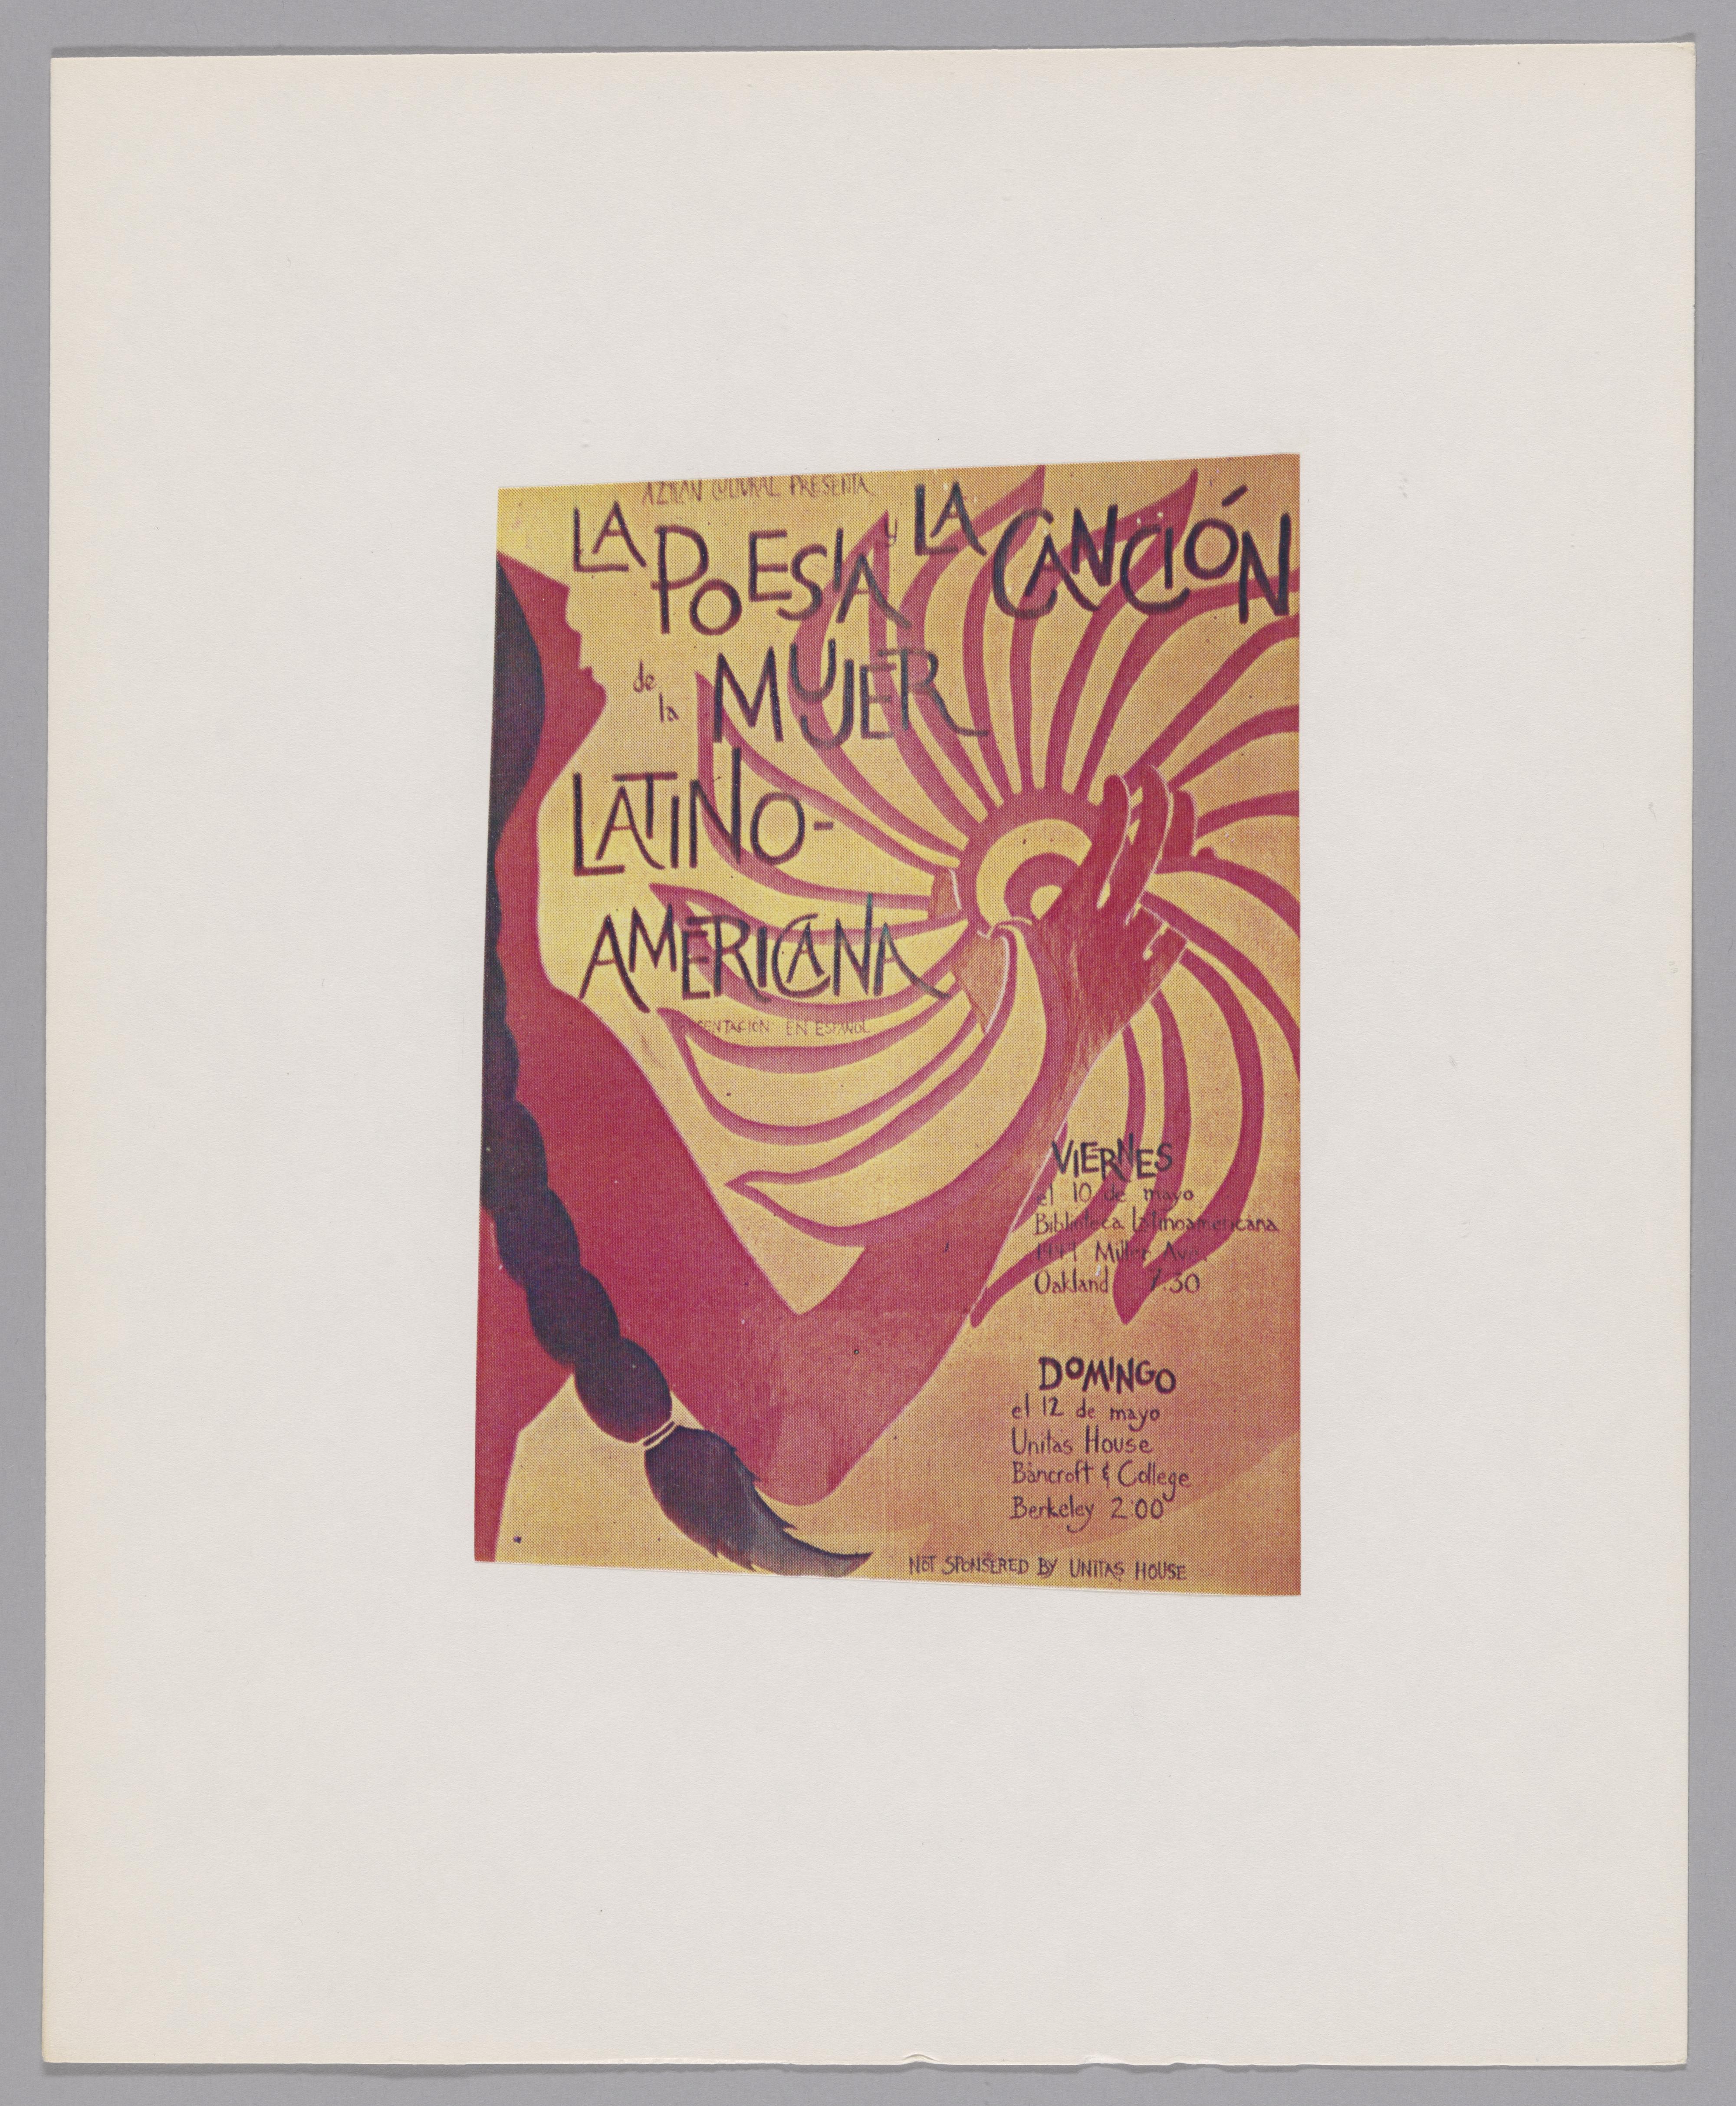 AZTLAN CULTURAL PRESENTA
LA POESIA y LA CANCIÓN
de la MUJER
LATINO-
AMERICANA
EN ESPAÑOL
VIERNES
el 10 de mayo
Biblioteca Latinoamericana
Miller Ave.
Oakland 7:30
DOMINGO
el 12 de mayo
Unitas House
Bancroft & College
Berkeley 2:00
NOT SPONSERED BY UNITAS HOUSE